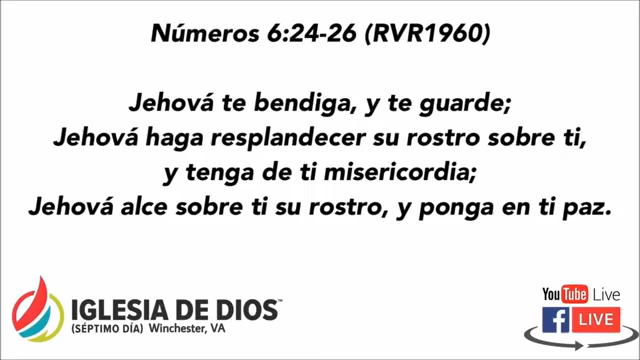 Números 6:24-26 (RVR1960)
Jehová te bendiga, y te guarde;
Jehová haga resplandecer su rostro sobre ti,
y tenga de ti misericordia;
Jehová alce sobre ti su rostro, y ponga en ti paz.
IGLESIA DE DIOS™
(SÉPTIMO DÍA) Winchester, VA
YouTube Live
f LIVE